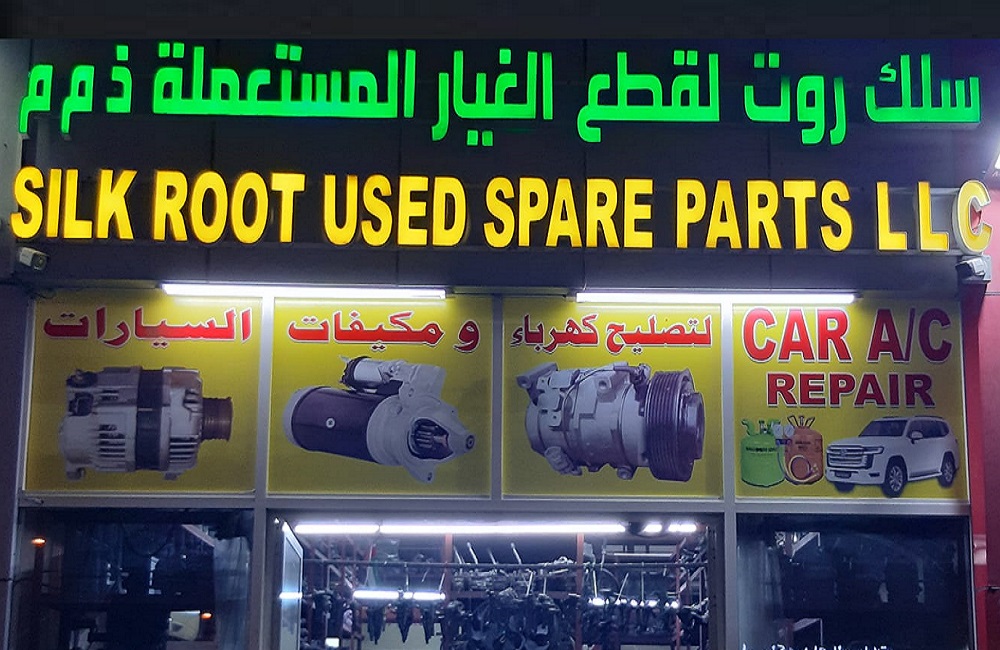 سلك روت لقطع الغيار المستعملة ذ م م
SILK ROOT USED SPARE PARTS LLC
لتصليح كهرباء و مكيفات السيارات
CAR A/C
REPAIR